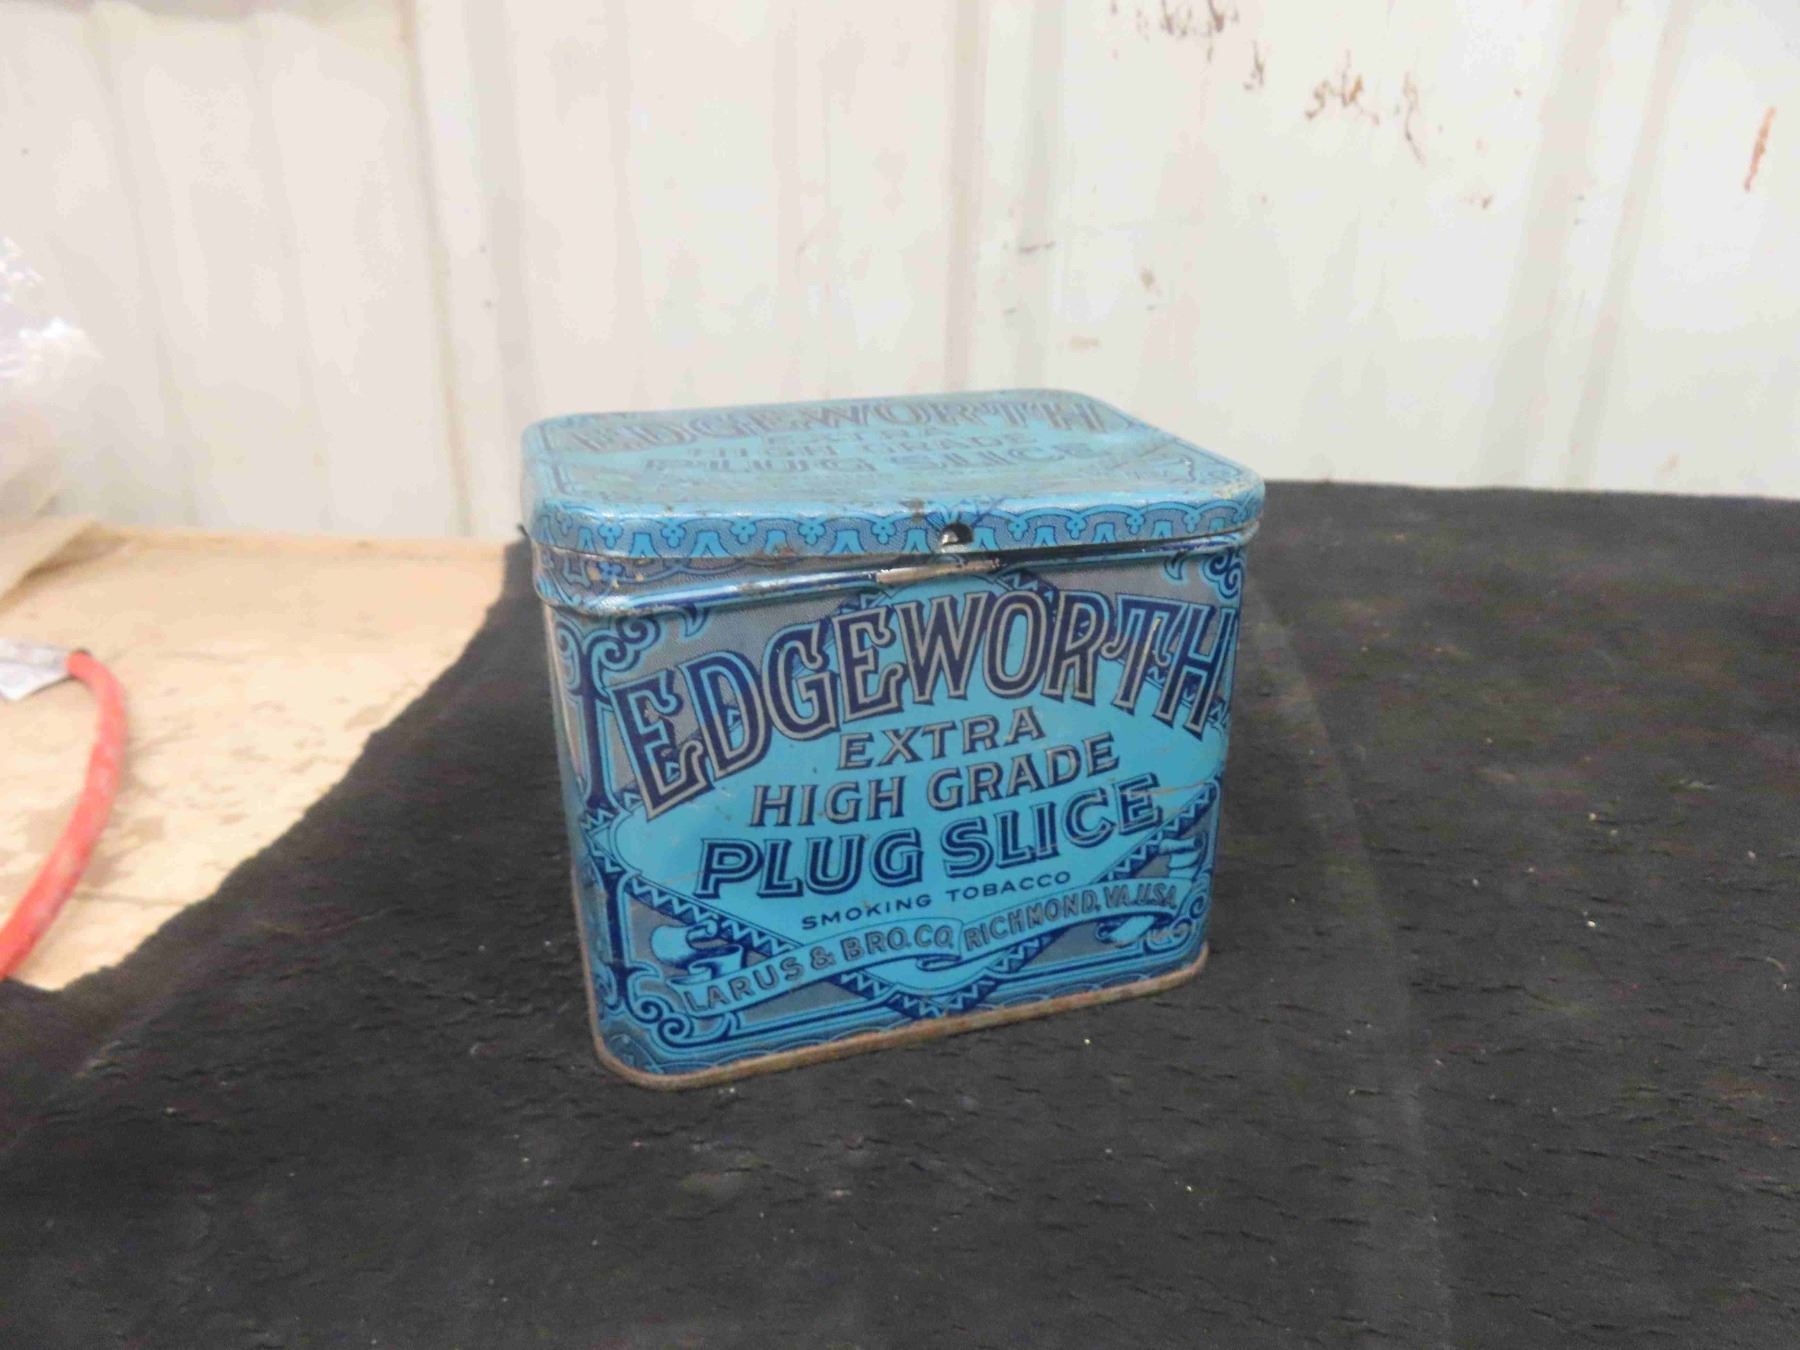 EDGEWORTH
EXTRA
HIGH GRADE
PLUG SLICE
EDGEWORTH
EXTRA
HIGH GRADE
PLUG SLICE
SMOKING TOBACCO
LARUS & BRO. CO. RICHMOND, VA. U.S.A.